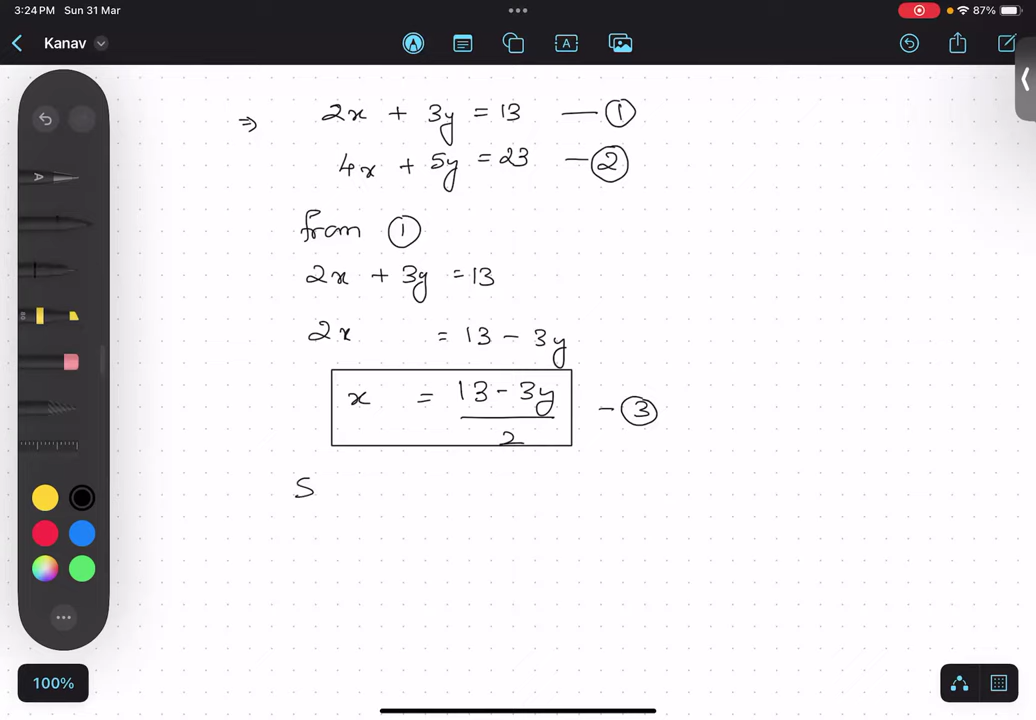 3:24 PM Sun 31 Mar 87%
Kanav A
⇒ 2x + 3y = 13 — ①
4x + 5y = 23 — ②
from ①
2x + 3y = 13
2x = 13 - 3y
x = 13 - 3y - ③
2
S
100%